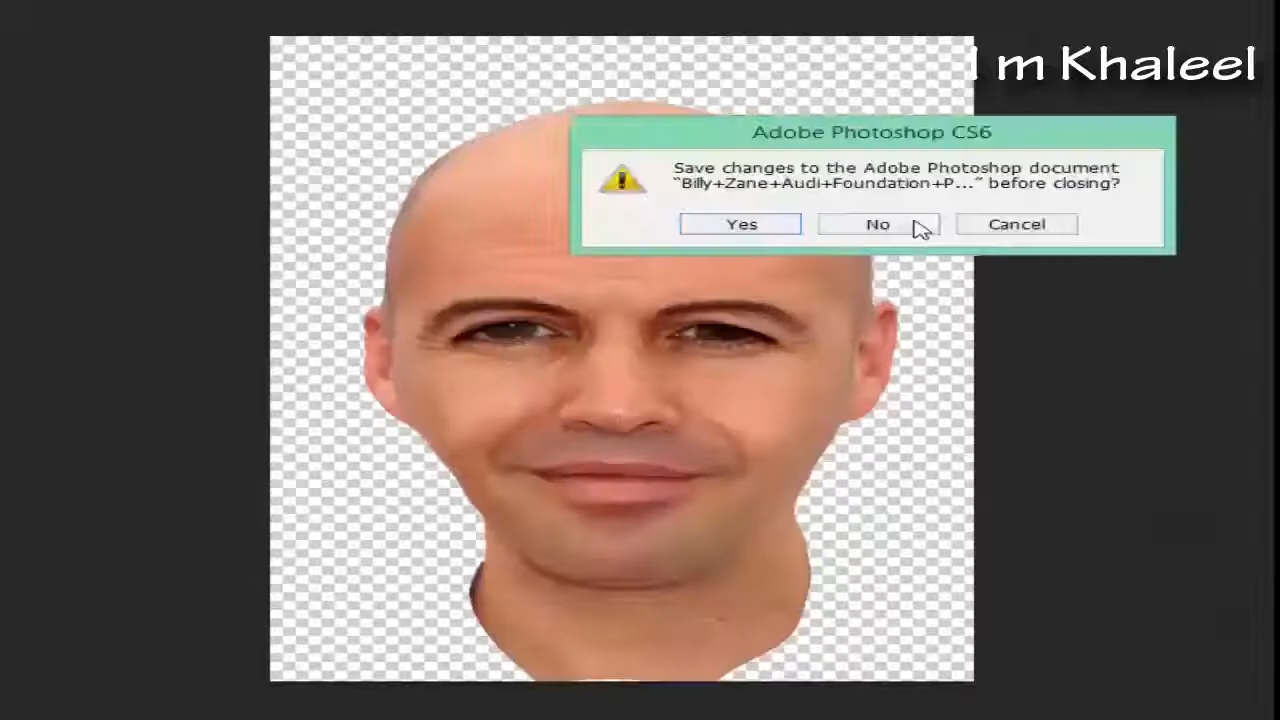 I m Khaleel
Adobe Photoshop CS6
Save changes to the Adobe Photoshop document
"Billy+Zane+Audi+Foundation+P..." before closing?
Yes No Cancel